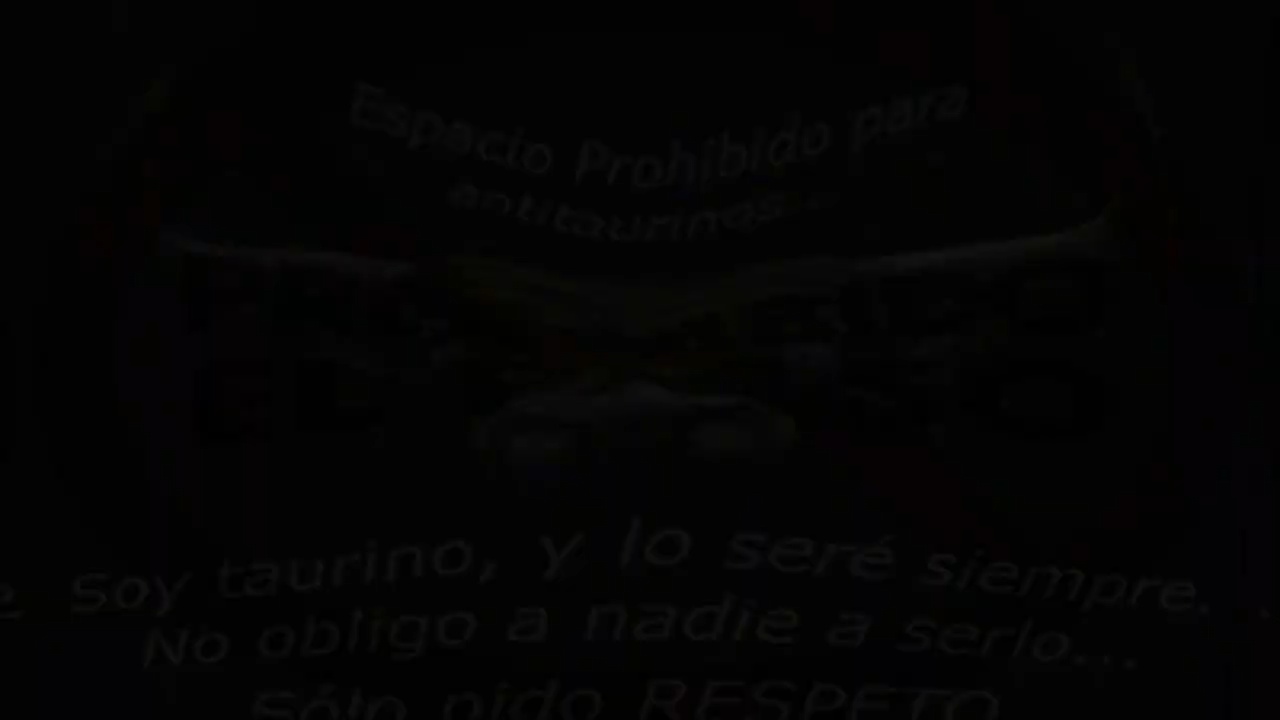 Espacio Prohibido para
antitaurinos...
Soy taurino, y lo seré siempre.
No obligo a nadie a serlo...
Sólo pido RESPETO